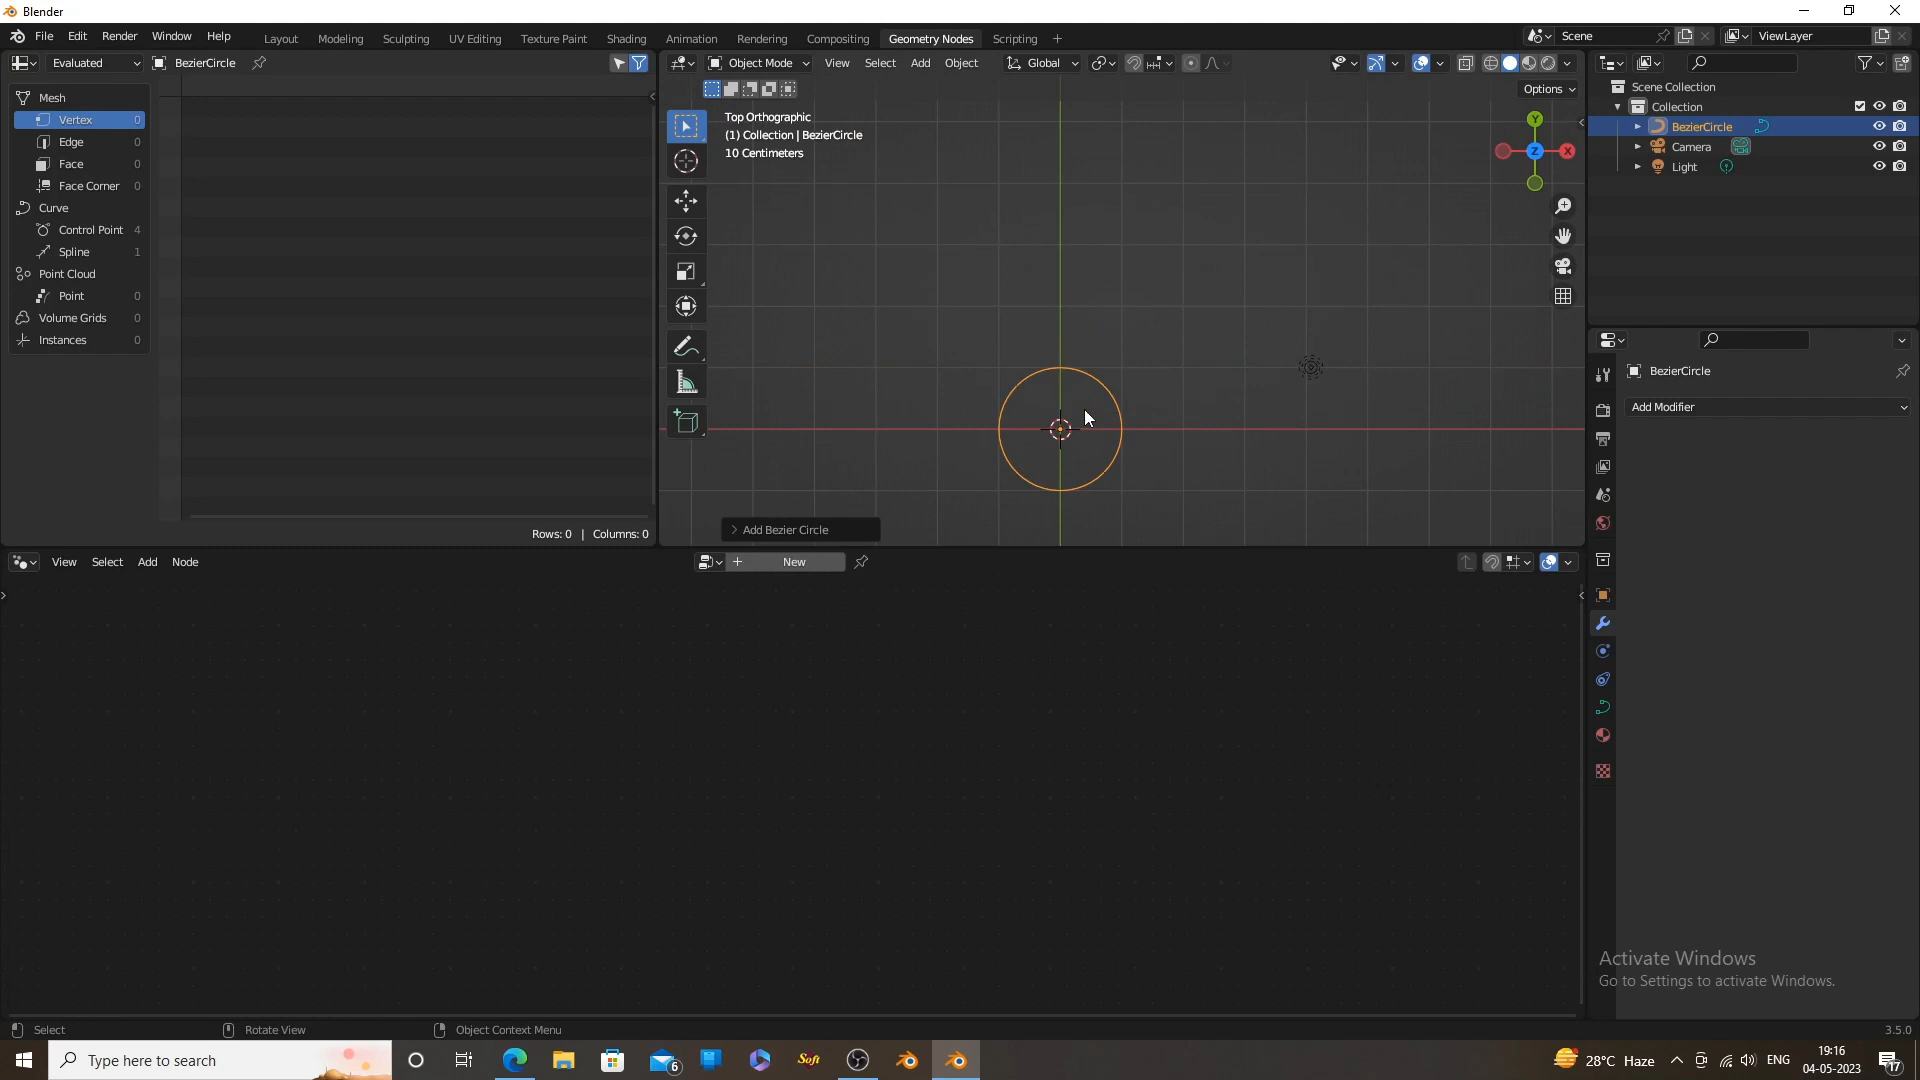 Blender
File Edit Render Window Help Layout Modeling Sculpting UV Editing Texture Paint Shading Animation Rendering Compositing Geometry Nodes Scripting + Scene ViewLayer
Evaluated BezierCircle
Object Mode View Select Add Object Global
Options
Mesh
Vertex 0
Edge 0
Face 0
Face Corner 0
Curve
Control Point 4
Spline 1
Point Cloud
Point 0
Volume Grids 0
Instances 0
Rows: 0 | Columns: 0
Top Orthographic
(1) Collection | BezierCircle
10 Centimeters
Y
Z
X
> Add Bezier Circle
Scene Collection
Collection
BezierCircle
Camera
Light
BezierCircle
Add Modifier
View Select Add Node + New
Activate Windows
Go to Settings to activate Windows.
Select Rotate View Object Context Menu 3.5.0
Type here to search
6
Soft
28°C Haze
ENG
19:16
04-05-2023
17